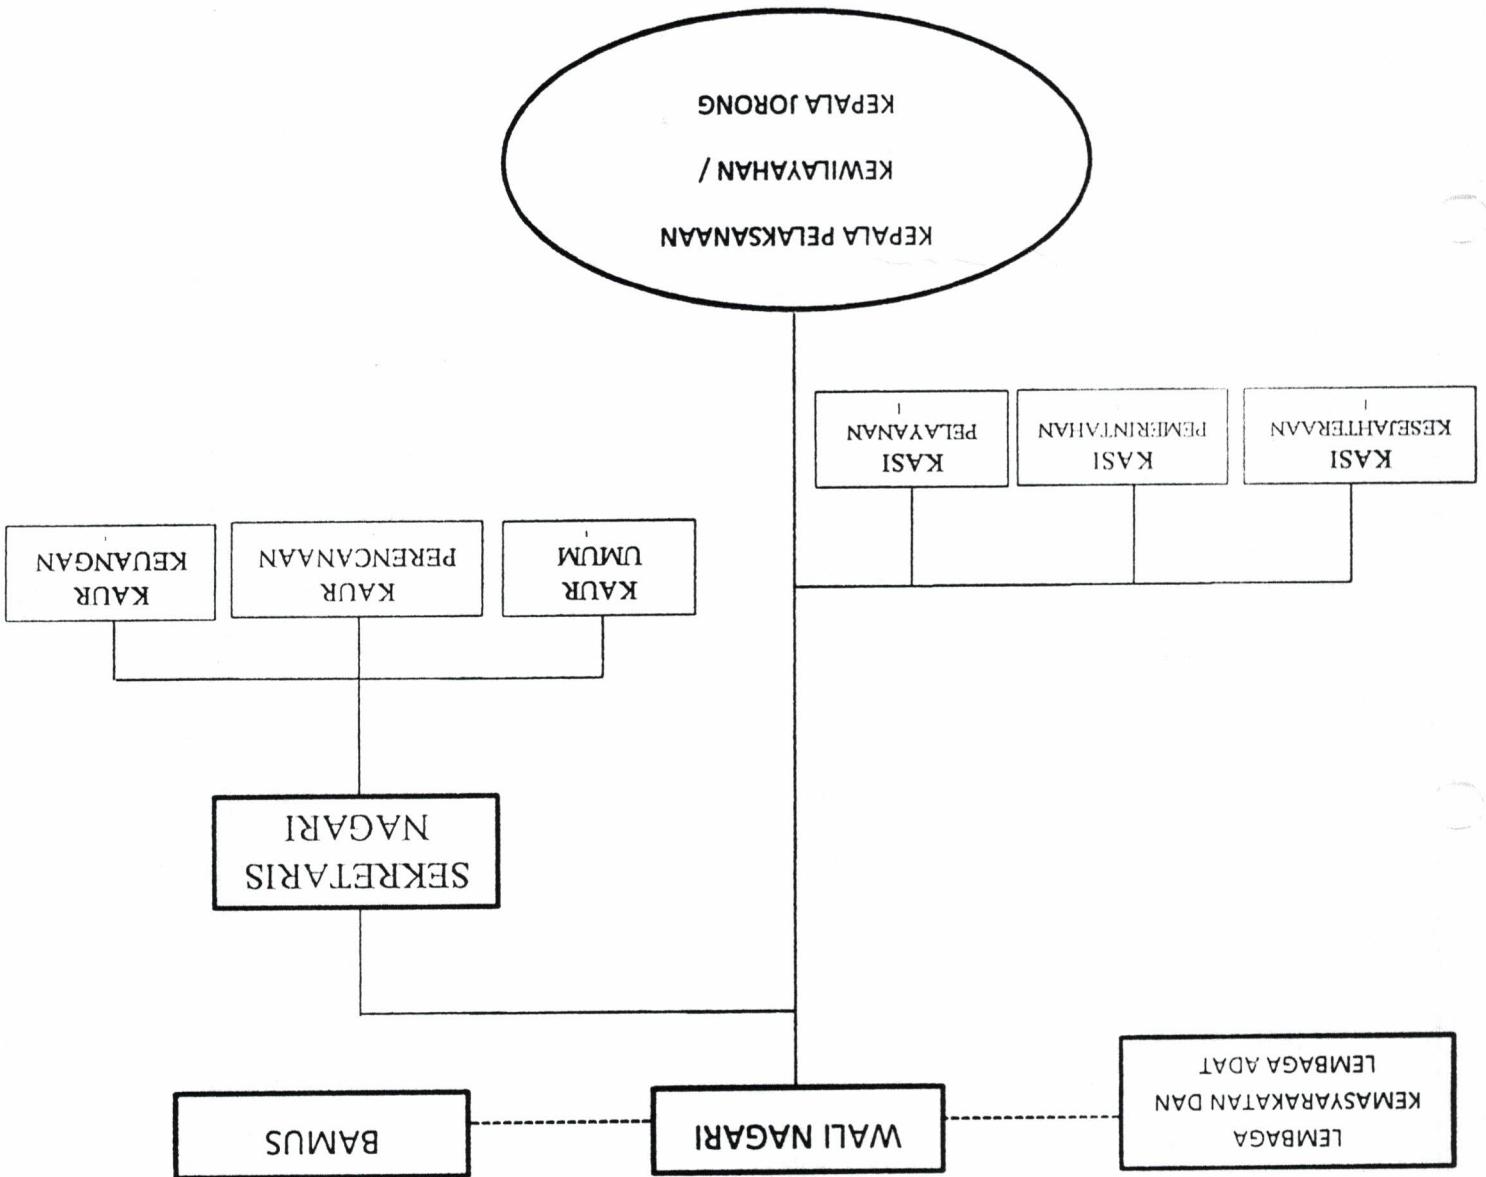 LEMBAGA
KEMASYARAKATAN DAN
LEMBAGA ADAT
WALI NAGARI
BAMUS
SEKRETARIS
NAGARI
KAUR
UMUM
KAUR
PERENCANAAN
KAUR
KEUANGAN
KASI
KESEJAHTERAAN
KASI
PEMERINTAHAN
KASI
PELAYANAN
KEPALA PELAKSANAAN
KEWILAYAHAN /
KEPALA JORONG